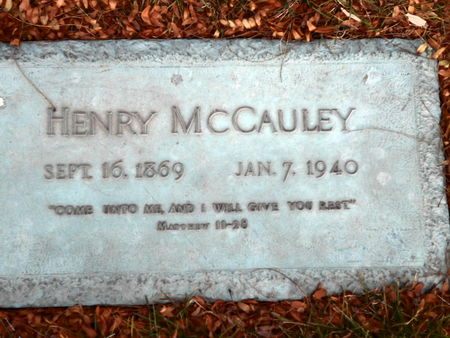 HENRY MCCAULEY
SEPT. 16, 1869 JAN. 7, 1940
"COME UNTO ME, AND I WILL GIVE YOU REST"
MATTHEW 11-28